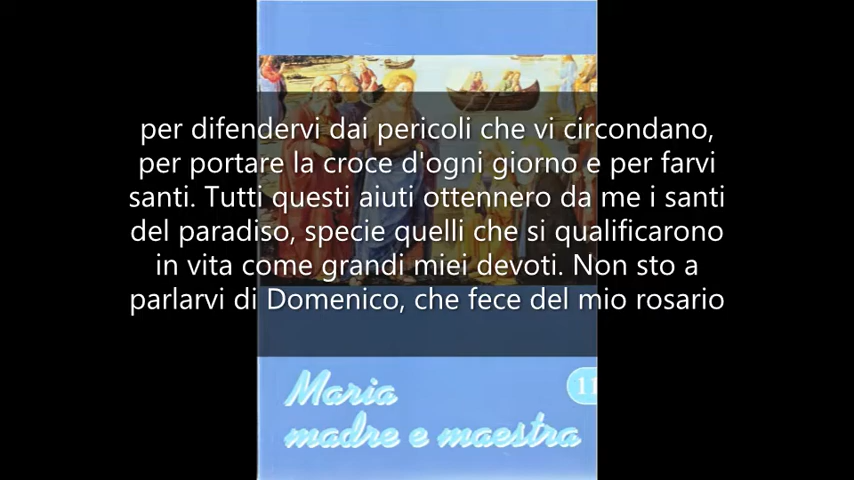 per difendervi dai pericoli che vi circondano,
per portare la croce d'ogni giorno e per farvi
santi. Tutti questi aiuti ottennero da me i santi
del paradiso, specie quelli che si qualificarono
in vita come grandi miei devoti. Non sto a
parlarvi di Domenico, che fece del mio rosario
Maria
11
madre e maestra